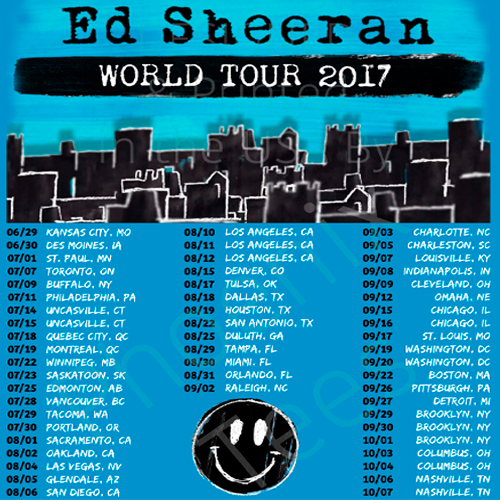 Ed Sheeran
WORLD TOUR 2017
06/29 KANSAS CITY, MO
06/30 DES MOINES, IA
07/01 ST. PAUL, MN
07/07 TORONTO, ON
07/09 BUFFALO, NY
07/11 PHILADELPHIA, PA
07/14 UNCASVILLE, CT
07/15 UNCASVILLE, CT
07/18 QUEBEC CITY, QC
07/19 MONTREAL, QC
07/22 WINNIPEG, MB
07/23 SASKATOON, SK
07/25 EDMONTON, AB
07/28 VANCOUVER, BC
07/29 TACOMA, WA
07/30 PORTLAND, OR
08/01 SACRAMENTO, CA
08/02 OAKLAND, CA
08/04 LAS VEGAS, NV
08/05 GLENDALE, AZ
08/06 SAN DIEGO, CA
08/10 LOS ANGELES, CA
08/11 LOS ANGELES, CA
08/12 LOS ANGELES, CA
08/15 DENVER, CO
08/17 TULSA, OK
08/18 DALLAS, TX
08/19 HOUSTON, TX
08/22 SAN ANTONIO, TX
08/25 DULUTH, GA
08/29 TAMPA, FL
08/30 MIAMI, FL
08/31 ORLANDO, FL
09/02 RALEIGH, NC
09/03 CHARLOTTE, NC
09/05 CHARLESTON, SC
09/07 LOUISVILLE, KY
09/08 INDIANAPOLIS, IN
09/09 CLEVELAND, OH
09/12 OMAHA, NE
09/15 CHICAGO, IL
09/16 CHICAGO, IL
09/17 ST. LOUIS, MO
09/19 WASHINGTON, DC
09/20 WASHINGTON, DC
09/22 BOSTON, MA
09/26 PITTSBURGH, PA
09/27 DETROIT, MI
09/29 BROOKLYN, NY
09/30 BROOKLYN, NY
10/01 BROOKLYN, NY
10/03 COLUMBUS, OH
10/04 COLUMBUS, OH
10/06 NASHVILLE, TN
10/07 NASHVILLE, TN